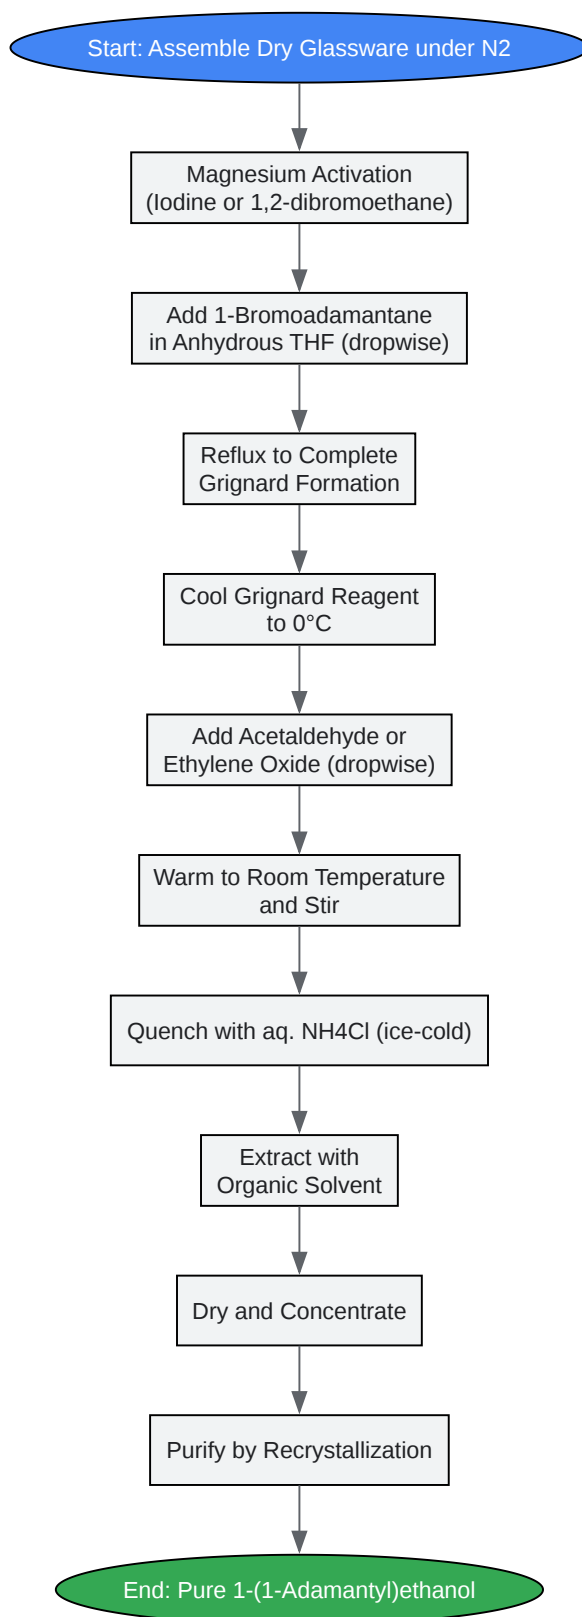 Start: Assemble Dry Glassware under N2
Magnesium Activation
(Iodine or 1,2-dibromoethane)
Add 1-Bromoadamantane
in Anhydrous THF (dropwise)
Reflux to Complete
Grignard Formation
Cool Grignard Reagent
to 0°C
Add Acetaldehyde or
Ethylene Oxide (dropwise)
Warm to Room Temperature
and Stir
Quench with aq. NH4Cl (ice-cold)
Extract with
Organic Solvent
Dry and Concentrate
Purify by Recrystallization
End: Pure 1-(1-Adamantyl)ethanol